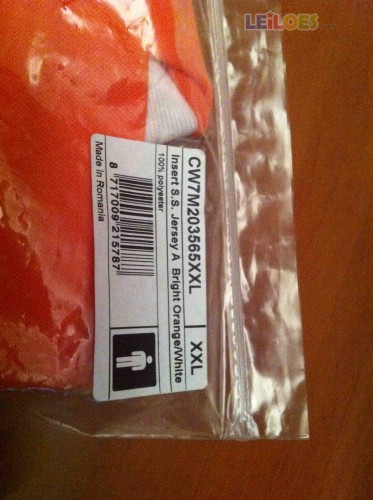 LEiLOES
CW7M203565XXL XXL
Insert S.S. Jersey A Bright Orange/White
100% polyester
8 717009 215787
Made in Romania